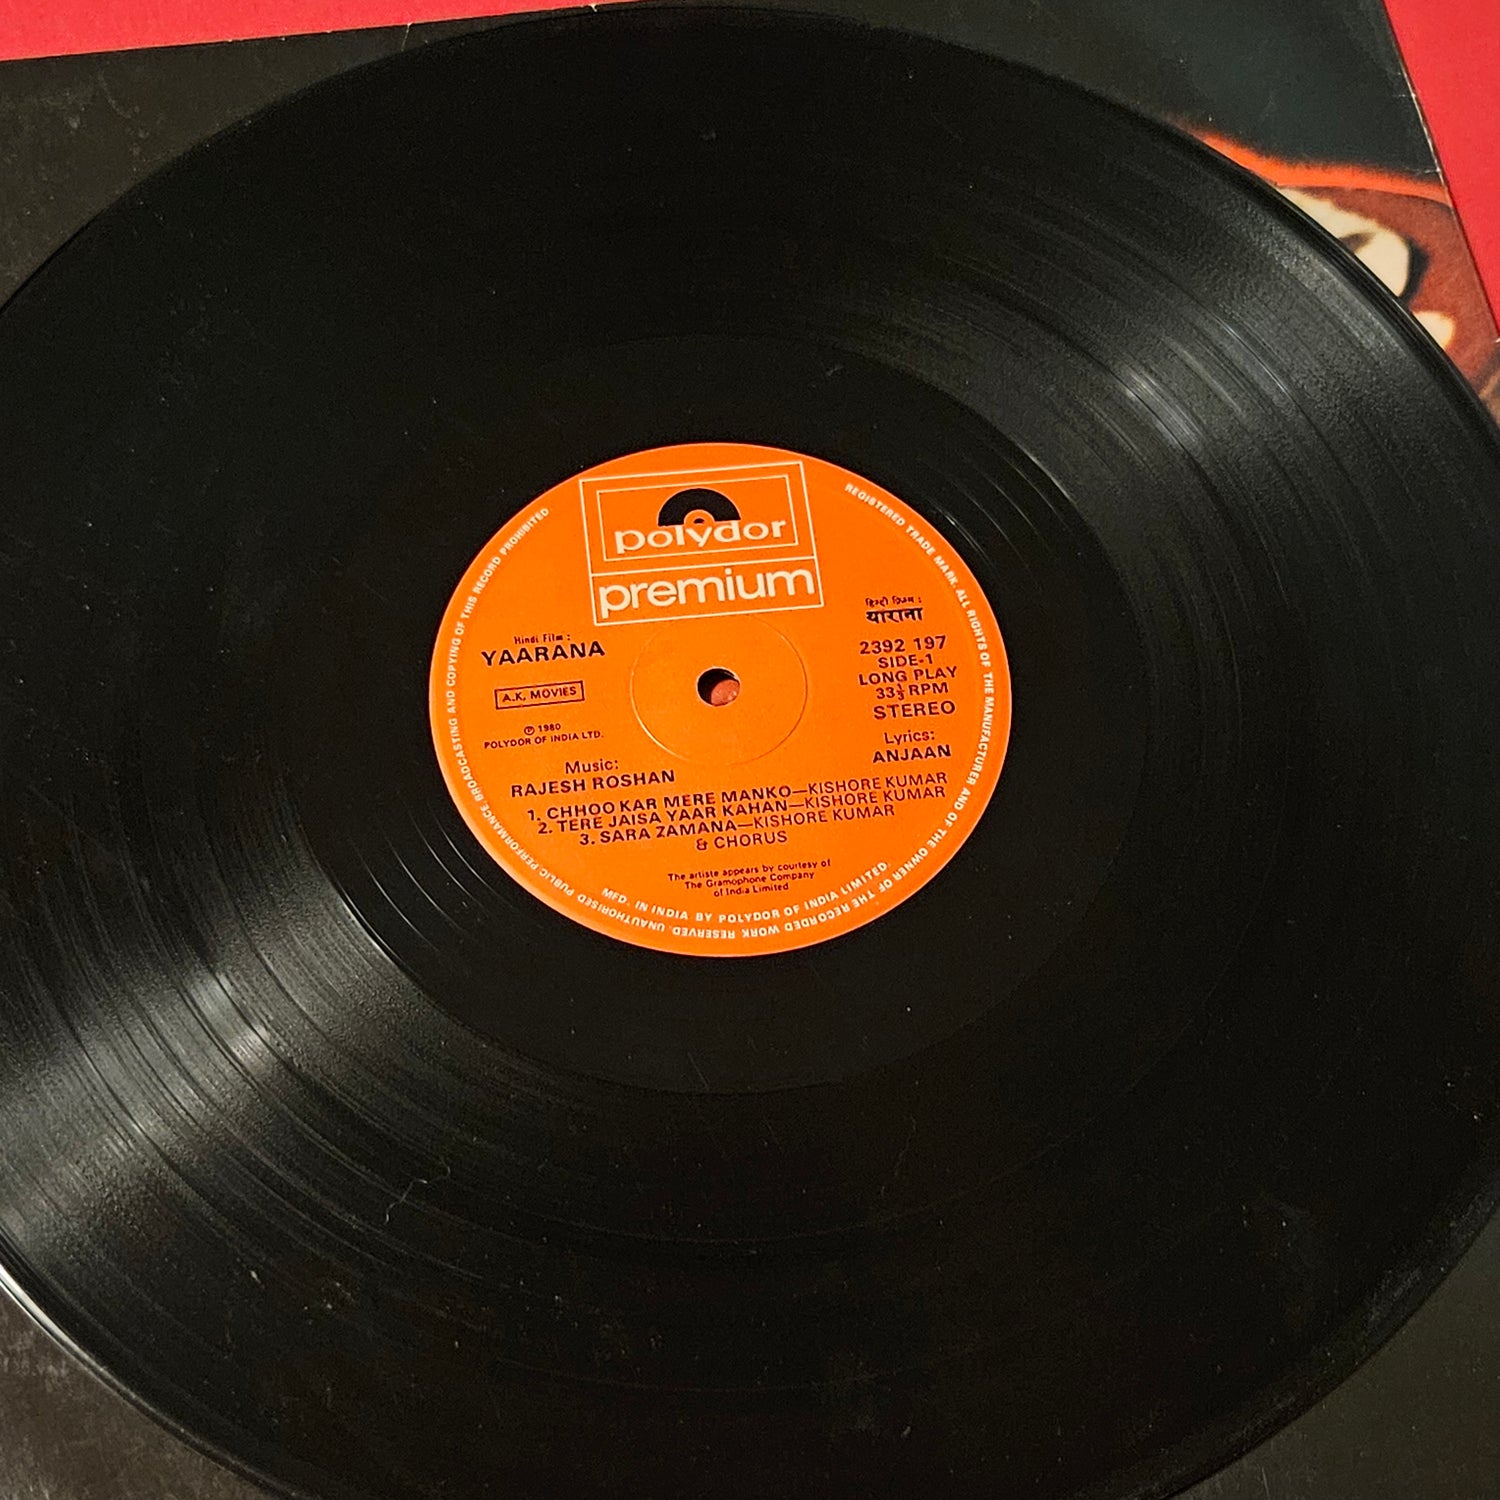 polydor
premium
Hindi Film :
YAARANA
A.K. MOVIES
℗ 1980
POLYDOR OF INDIA LTD.
हिन्दी फ़िल्म :
याराना
2392 197
SIDE-1
LONG PLAY
33⅓ RPM
STEREO
Lyrics:
ANJAAN
Music:
RAJESH ROSHAN
1. CHHOO KAR MERE MANKO—KISHORE KUMAR
2. TERE JAISA YAAR KAHAN—KISHORE KUMAR
3. SARA ZAMANA—KISHORE KUMAR
& CHORUS
The artiste appears by courtesy of
The Gramophone Company
of India Limited
MFD. IN INDIA BY POLYDOR OF INDIA LIMITED.
REGISTERED TRADE MARK. ALL RIGHTS OF THE MANUFACTURER AND OF THE OWNER OF THE RECORDED WORK RESERVED. UNAUTHORISED PUBLIC PERFORMANCE, BROADCASTING AND COPYING OF THIS RECORD PROHIBITED